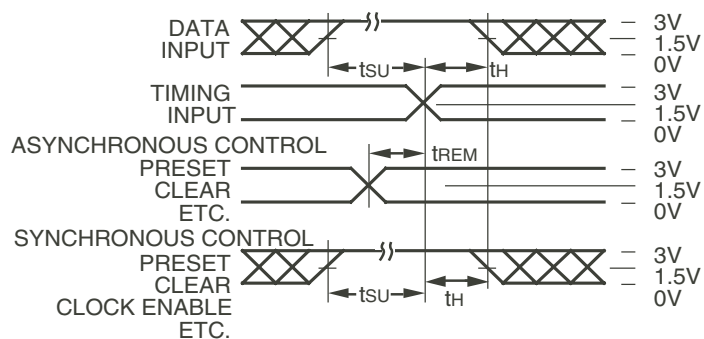 DATA
INPUT
tSU
tH
3V
1.5V
0V
TIMING
INPUT
3V
1.5V
0V
ASYNCHRONOUS CONTROL
PRESET
CLEAR
ETC.
tREM
3V
1.5V
0V
SYNCHRONOUS CONTROL
PRESET
CLEAR
CLOCK ENABLE
ETC.
tSU
tH
3V
1.5V
0V